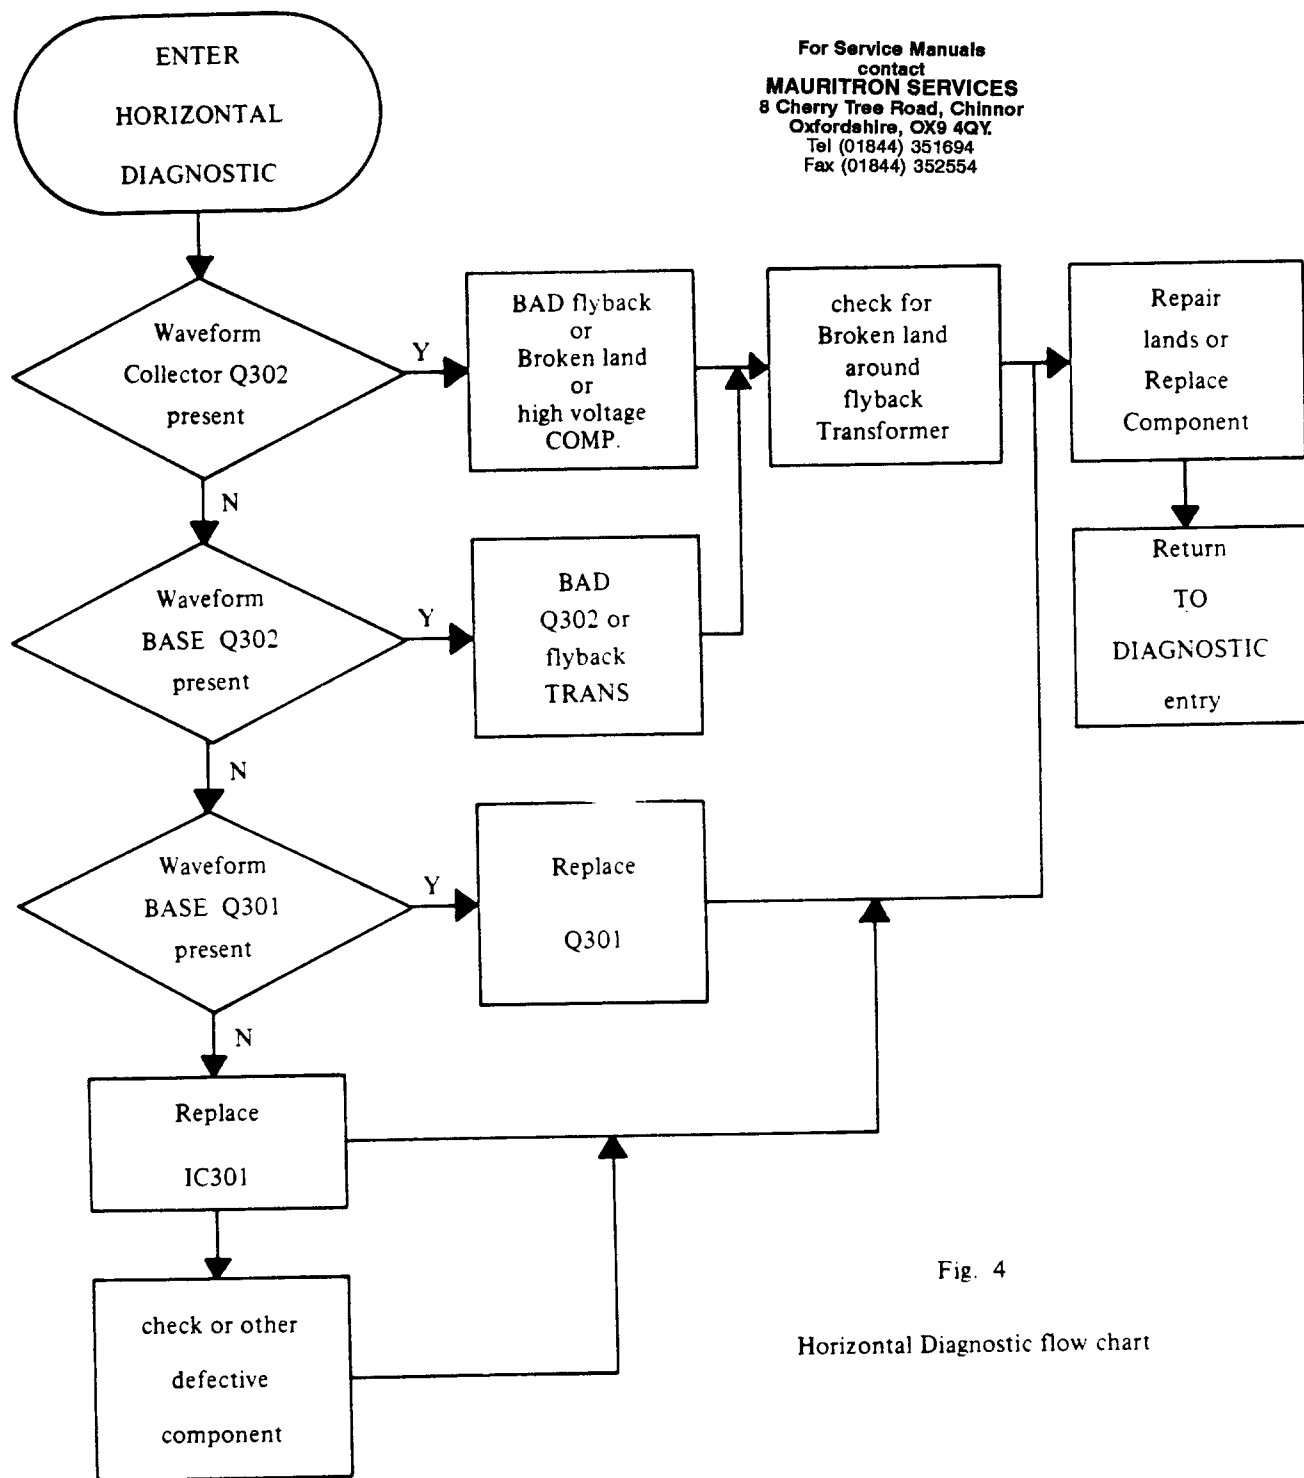 ENTER
HORIZONTAL
DIAGNOSTIC
For Service Manuals
contact
MAURITRON SERVICES
8 Cherry Tree Road, Chinnor
Oxfordshire, OX9 4QY.
Tel (01844) 351694
Fax (01844) 352554
Waveform
Collector Q302
present
Y
BAD flyback
or
Broken land
or
high voltage
COMP.
check for
Broken land
around
flyback
Transformer
Repair
lands or
Replace
Component
N
Waveform
BASE Q302
present
Y
BAD
Q302 or
flyback
TRANS
Return
TO
DIAGNOSTIC
entry
N
Waveform
BASE Q301
present
Y
Replace
Q301
N
Replace
IC301
check or other
defective
component
Fig. 4
Horizontal Diagnostic flow chart